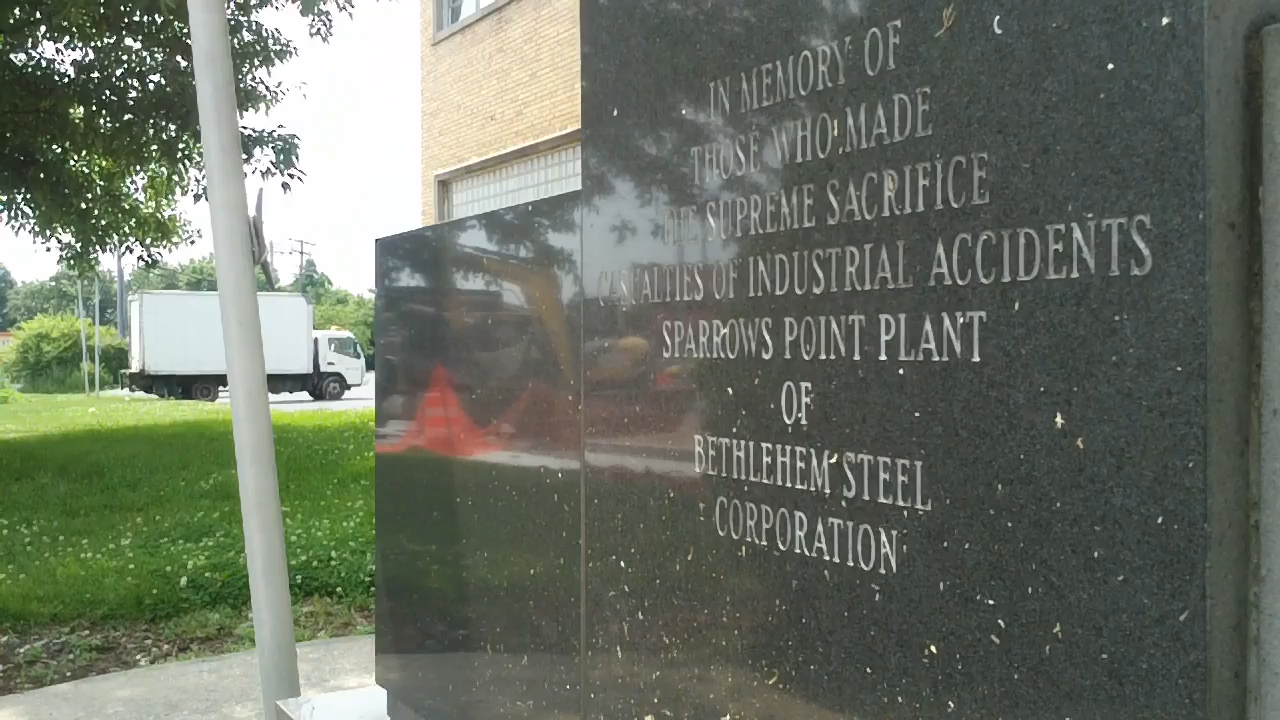 IN MEMORY OF
THOSE WHO MADE
THE SUPREME SACRIFICE
CASUALTIES OF INDUSTRIAL ACCIDENTS
SPARROWS POINT PLANT
OF
BETHLEHEM STEEL
CORPORATION